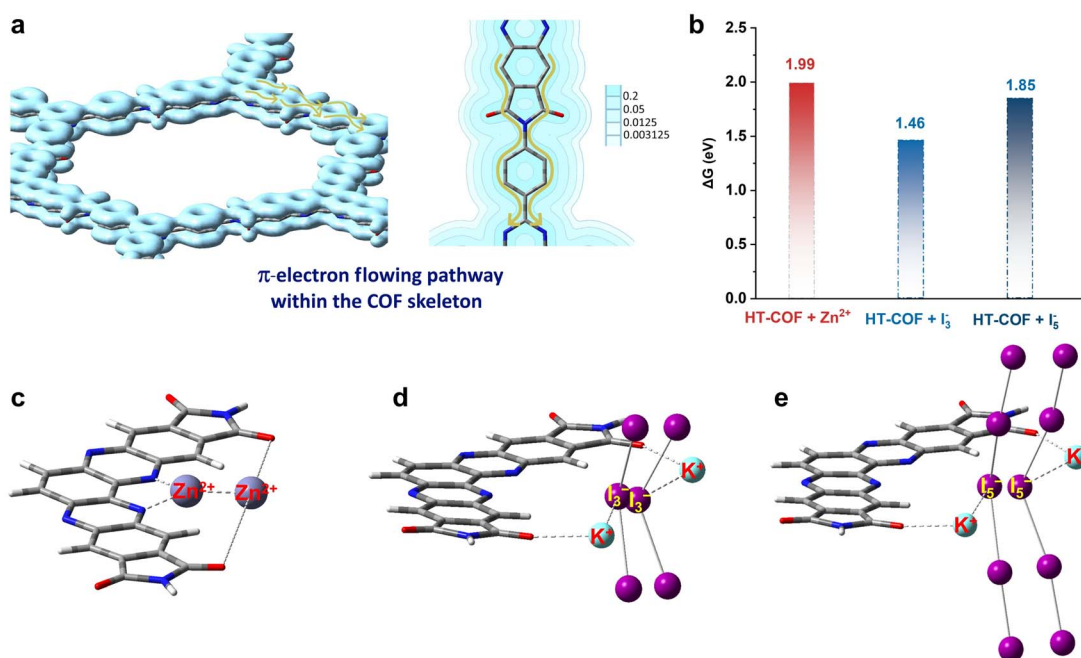 a
0.2
0.05
0.0125
0.003125
π-electron flowing pathway
within the COF skeleton
b
ΔG (eV)
2.5
2.0
1.5
1.0
0.5
0.0
1.99
1.46
1.85
HT-COF + Zn²⁺
HT-COF + I₃⁻
HT-COF + I₅⁻
c
Zn²⁺
Zn²⁺
d
K⁺
I₃⁻
I₃⁻
K⁺
e
K⁺
I₅⁻
I₅⁻
K⁺